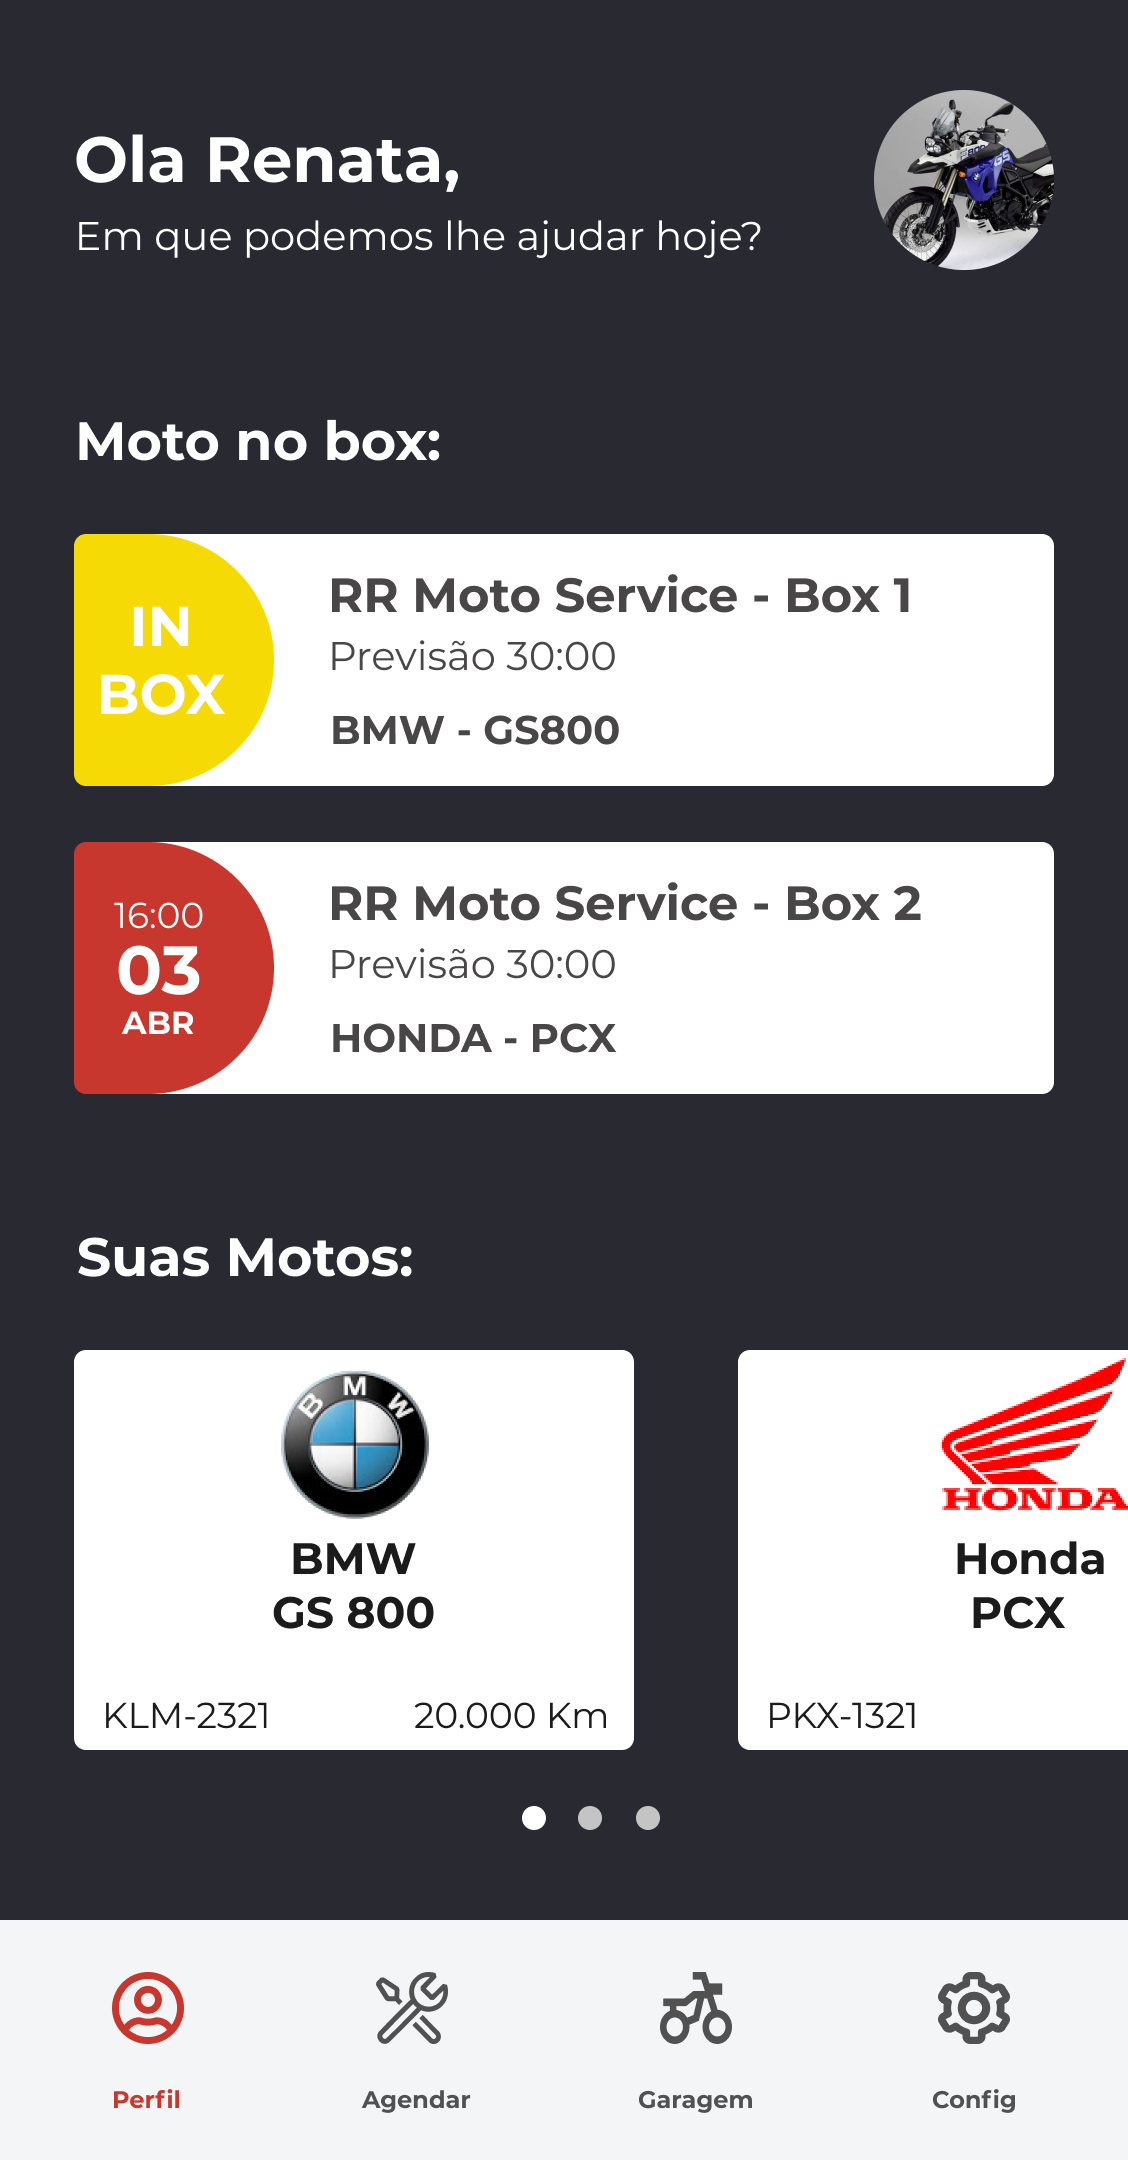 Ola Renata,
Em que podemos lhe ajudar hoje?
Moto no box:
IN
BOX
RR Moto Service - Box 1
Previsão 30:00
BMW - GS800
16:00
03
ABR
RR Moto Service - Box 2
Previsão 30:00
HONDA - PCX
Suas Motos:
BMW
BMW
GS 800
KLM-2321 20.000 Km
HONDA
Honda
PCX
PKX-1321
Perfil Agendar Garagem Config